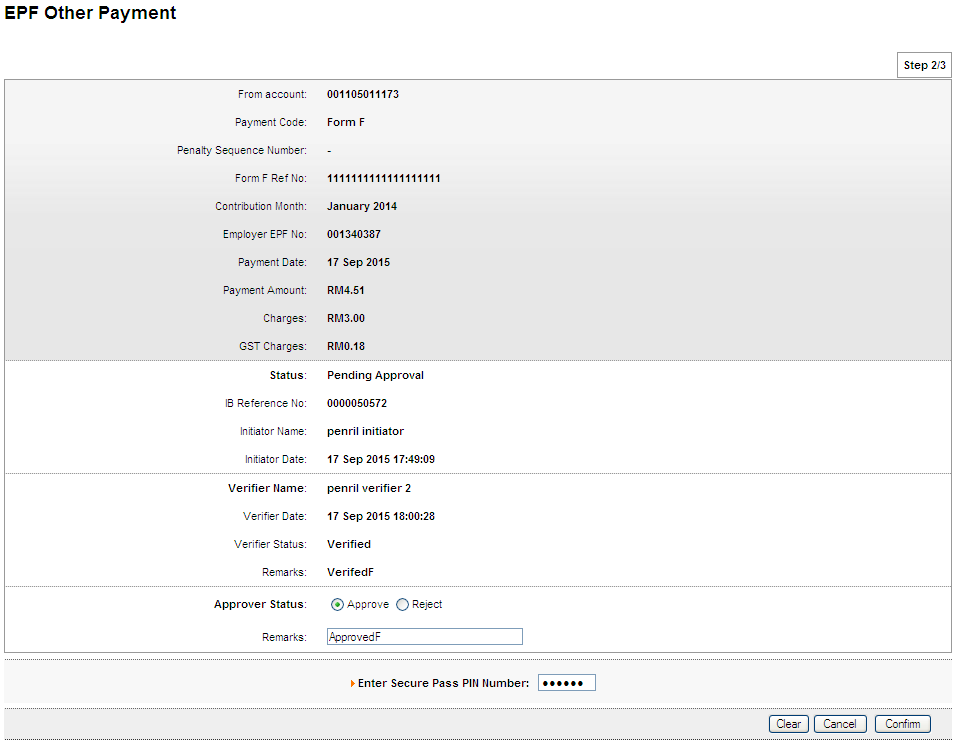 EPF Other Payment
Step 2/3
From account: 001105011173
Payment Code: Form F
Penalty Sequence Number: -
Form F Ref No: 1111111111111111111
Contribution Month: January 2014
Employer EPF No: 001340387
Payment Date: 17 Sep 2015
Payment Amount: RM4.51
Charges: RM3.00
GST Charges: RM0.18
Status: Pending Approval
IB Reference No: 0000050572
Initiator Name: penril initiator
Initiator Date: 17 Sep 2015 17:49:09
Verifier Name: penril verifier 2
Verifier Date: 17 Sep 2015 18:00:28
Verifier Status: Verified
Remarks: VerifedF
Approver Status: Approve Reject
Remarks: ApprovedF
Enter Secure Pass PIN Number: ••••••
Clear Cancel Confirm